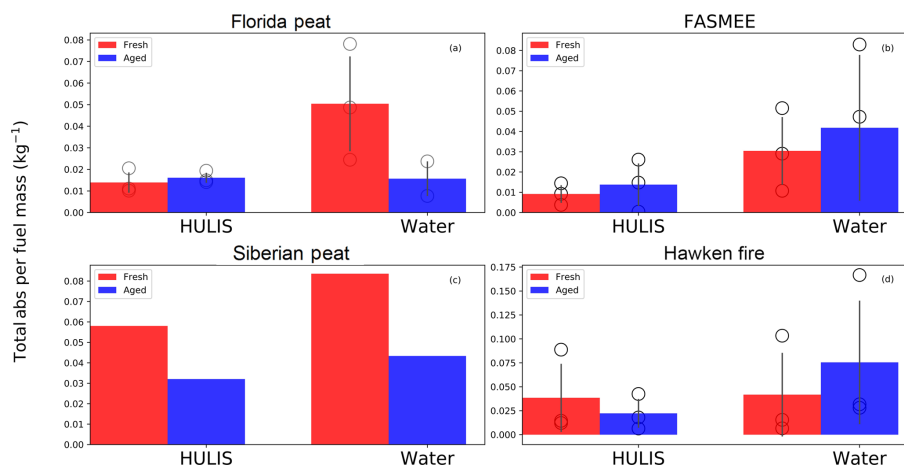 Total abs per fuel mass (kg⁻¹)
Florida peat
Fresh
Aged
(a)
0.08
0.07
0.06
0.05
0.04
0.03
0.02
0.01
0.00
HULIS Water
FASMEE
Fresh
Aged
(b)
0.08
0.07
0.06
0.05
0.04
0.03
0.02
0.01
0.00
HULIS Water
Siberian peat
Fresh
Aged
(c)
0.08
0.07
0.06
0.05
0.04
0.03
0.02
0.01
0.00
HULIS Water
Hawken fire
Fresh
Aged
(d)
0.175
0.150
0.125
0.100
0.075
0.050
0.025
0.000
HULIS Water